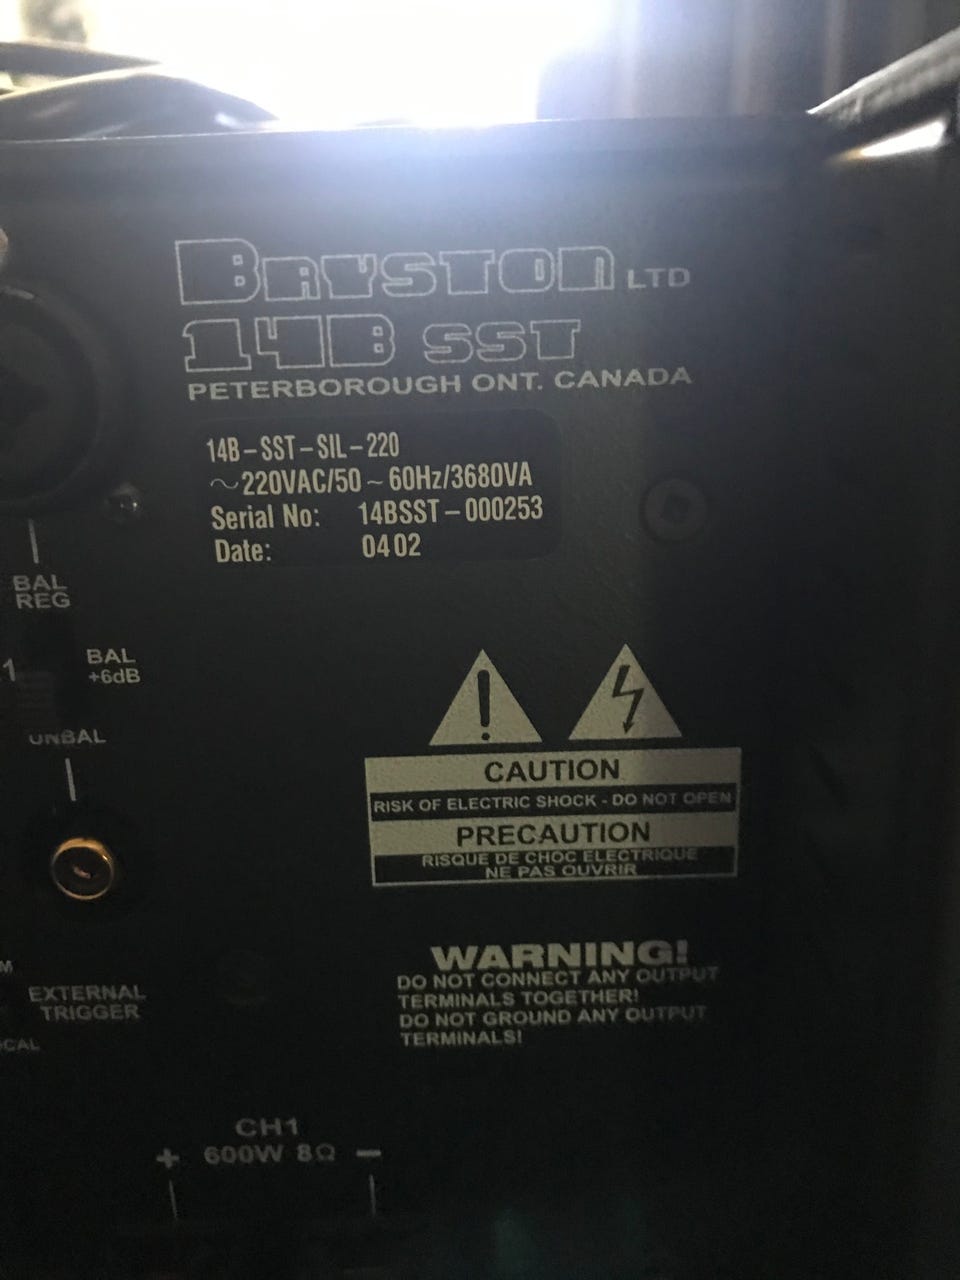 BRYSTON LTD
14B SST
PETERBOROUGH ONT. CANADA
14B-SST-SIL-220
~220VAC/50~60Hz/3680VA
Serial No: 14BSST-000253
Date: 0402
BAL
REG
1
BAL
+6dB
UNBAL
CAUTION
RISK OF ELECTRIC SHOCK - DO NOT OPEN
PRECAUTION
RISQUE DE CHOC ELECTRIQUE
NE PAS OUVRIR
WARNING!
DO NOT CONNECT ANY OUTPUT
TERMINALS TOGETHER!
DO NOT GROUND ANY OUTPUT
TERMINALS!
EXTERNAL
TRIGGER
CH1
+ 600W 8Ω −